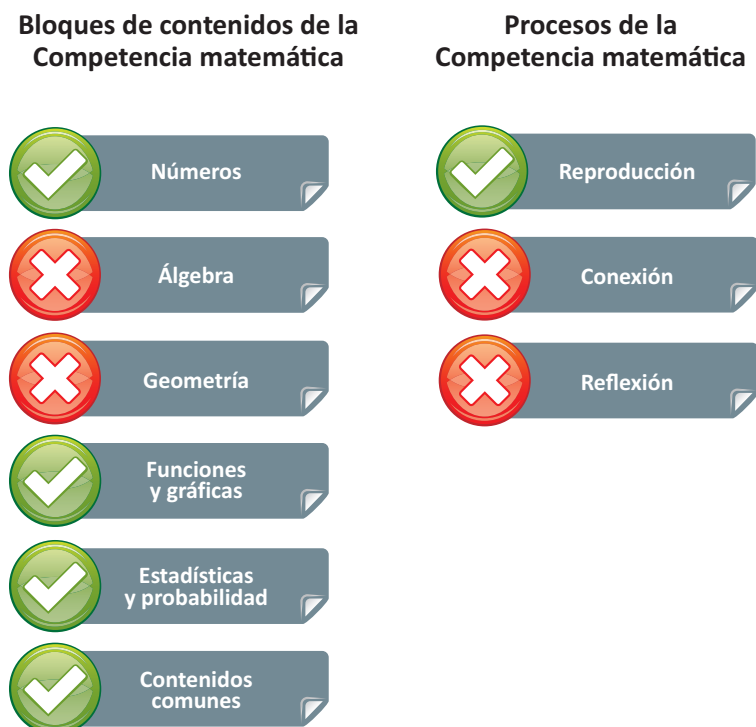 Bloques de contenidos de la
Competencia matemática
Números
Álgebra
Geometría
Funciones
y gráficas
Estadísticas
y probabilidad
Contenidos
comunes
Procesos de la
Competencia matemática
Reproducción
Conexión
Reflexión